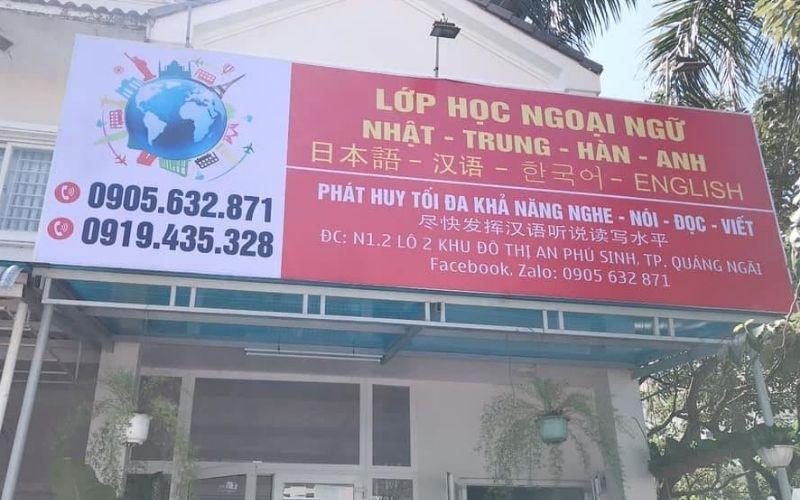 0905.632.871
0919.435.328
LỚP HỌC NGOẠI NGỮ
NHẬT - TRUNG - HÀN - ANH
日本語 - 汉语 - 한국어 - ENGLISH
PHÁT HUY TỐI ĐA KHẢ NĂNG NGHE - NÓI - ĐỌC - VIẾT
尽快发挥汉语听说读写水平
ĐC: N1.2 LÔ 2 KHU ĐÔ THỊ AN PHÚ SINH, TP. QUẢNG NGÃI
Facebook. Zalo: 0905 632 871